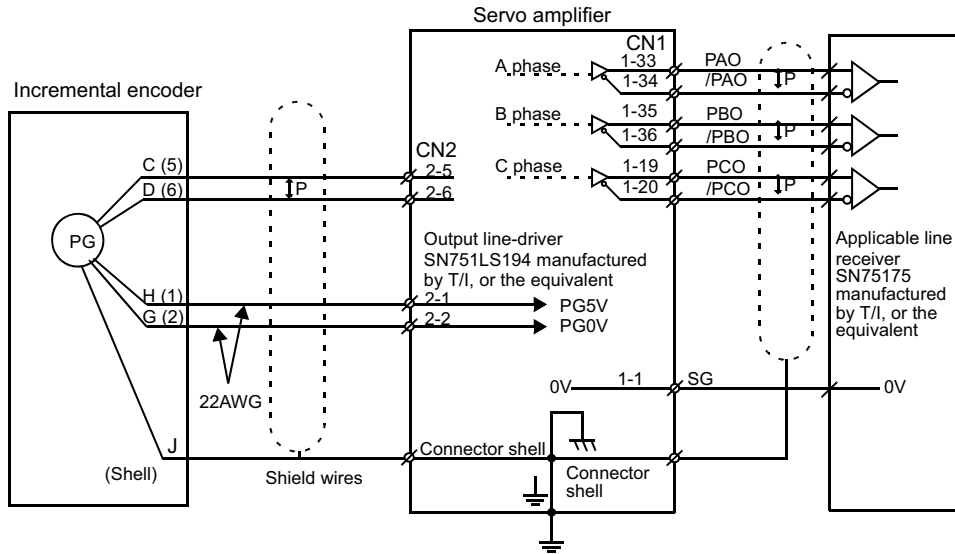 Servo amplifier
CN1
A phase
1-33
PAO
1-34
/PAO
P
Incremental encoder
B phase
1-35
PBO
1-36
/PBO
P
C phase
1-19
PCO
1-20
/PCO
P
CN2
C (5)
2-5
D (6)
P
2-6
PG
Output line-driver
SN751LS194 manufactured
by T/I, or the equivalent
Applicable line
receiver
SN75175
manufactured
by T/I, or the
equivalent
H (1)
2-1
PG5V
G (2)
2-2
PG0V
22AWG
0V
1-1
SG
0V
J
(Shell)
Shield wires
Connector shell
Connector
shell